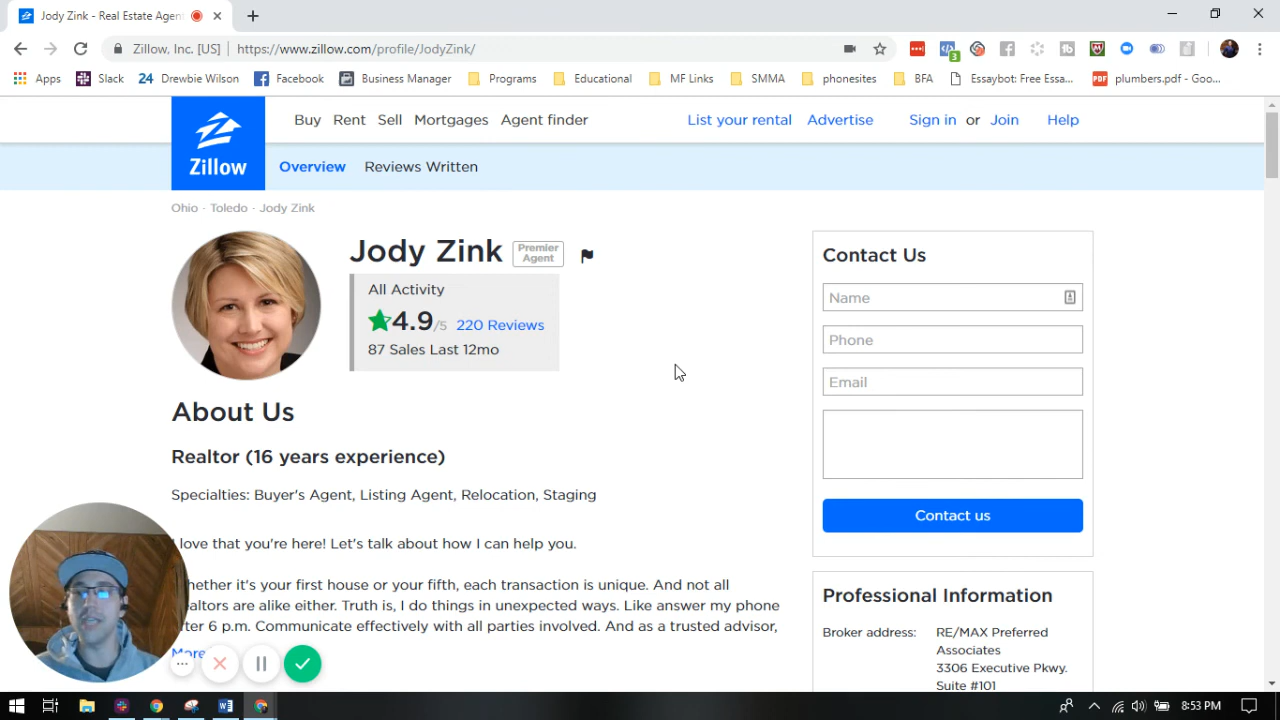 Jody Zink - Real Estate Agen
Zillow, Inc. [US] https://www.zillow.com/profile/JodyZink/
3
Apps Slack 24 Drewbie Wilson Facebook Business Manager Programs Educational MF Links SMMA phonesites BFA Essaybot: Free Essa... PDF plumbers.pdf - Goo...
Zillow
Buy Rent Sell Mortgages Agent finder List your rental Advertise Sign in or Join Help
Overview Reviews Written
Ohio · Toledo · Jody Zink
Jody Zink Premier Agent
All Activity
4.9/5 220 Reviews
87 Sales Last 12mo
About Us
Realtor (16 years experience)
Specialties: Buyer's Agent, Listing Agent, Relocation, Staging
I love that you're here! Let's talk about how I can help you.
hether it's your first house or your fifth, each transaction is unique. And not all
ealtors are alike either. Truth is, I do things in unexpected ways. Like answer my phone
fter 6 p.m. Communicate effectively with all parties involved. And as a trusted advisor,
More
Contact Us
Name
Phone
Email
Contact us
Professional Information
Broker address: RE/MAX Preferred
Associates
3306 Executive Pkwy.
Suite #101
8:53 PM